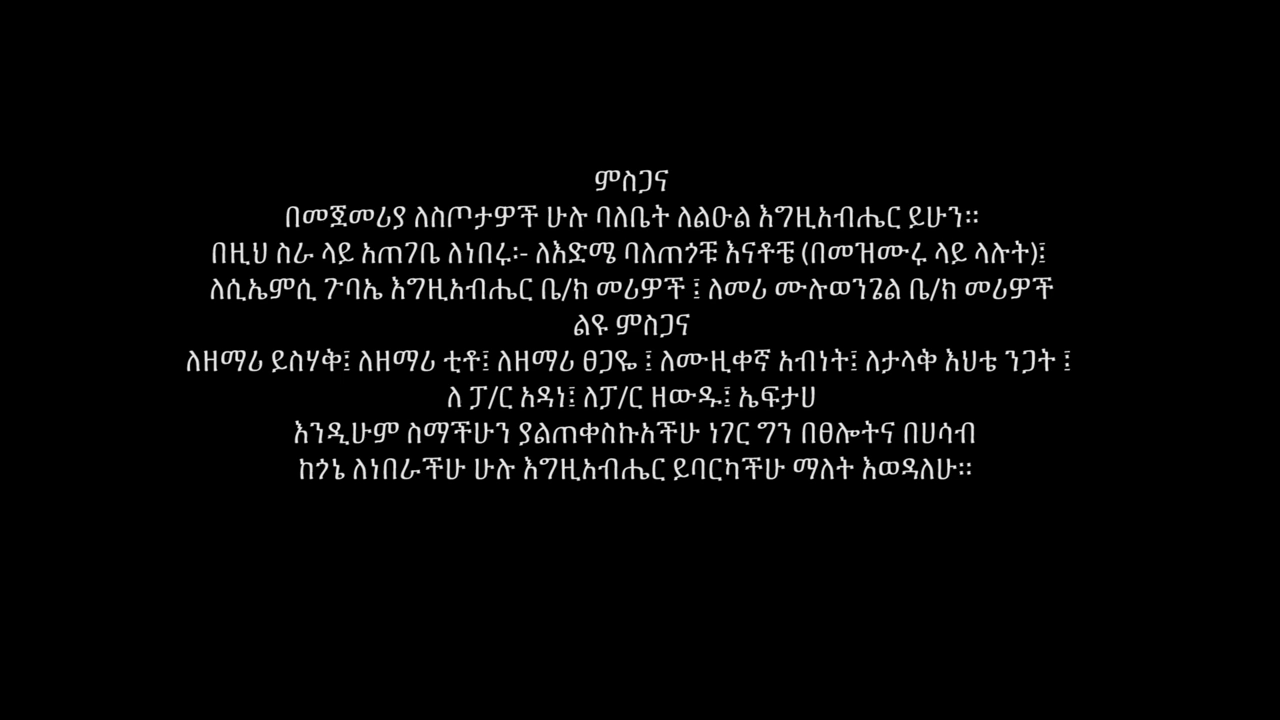 ምስጋና
በመጀመሪያ ለስጦታዎች ሁሉ ባለቤት ለልዑል እግዚአብሔር ይሁን።
በዚህ ስራ ላይ አጠገቤ ለነበሩ፡- ለእድሜ ባለጠጎቹ እናቶቼ (በመዝሙሩ ላይ ላሉት)፤
ለሲኤምሲ ጉባኤ እግዚአብሔር ቤ/ክ መሪዎች ፤ ለመሪ ሙሉወንጌል ቤ/ክ መሪዎች
ልዩ ምስጋና
ለዘማሪ ይስሃቅ፤ ለዘማሪ ቲቶ፤ ለዘማሪ ፀጋዬ ፤ ለሙዚቀኛ አብነት፤ ለታላቅ እህቴ ንጋት ፤
ለ ፓ/ር አዳነ፤ ለፓ/ር ዘውዱ፤ ኤፍታሀ
እንዲሁም ስማችሁን ያልጠቀስኩአችሁ ነገር ግን በፀሎትና በሀሳብ
ከጎኔ ለነበራችሁ ሁሉ እግዚአብሔር ይባርካችሁ ማለት እወዳለሁ።